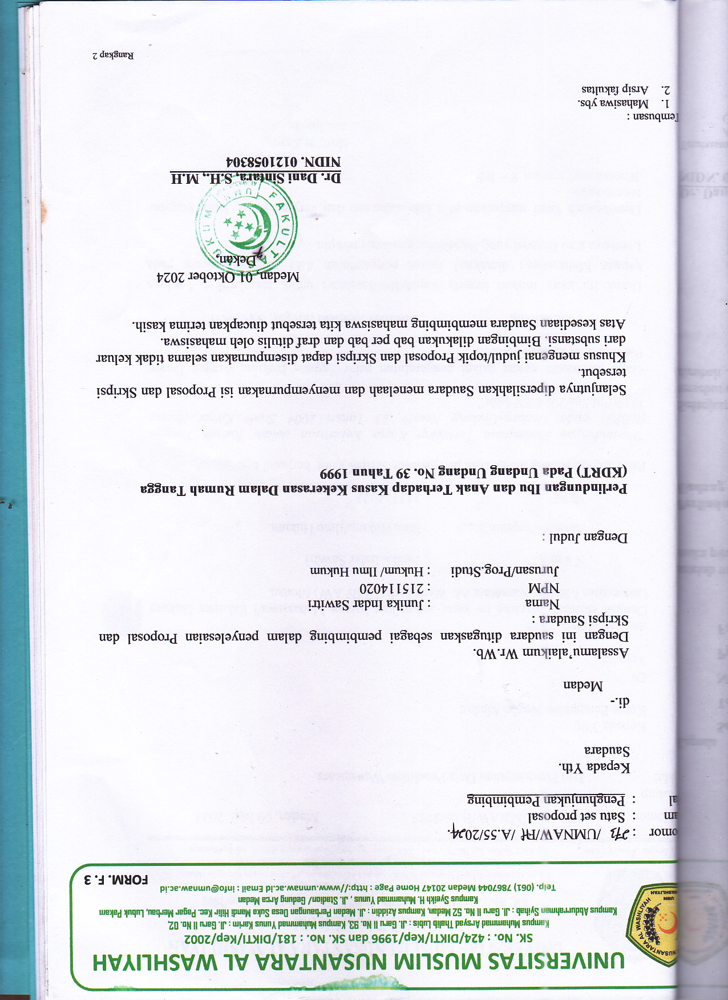 UNIVERSITAS MUSLIM NUSANTARA AL WASHLIYAH
SK. No. : 424/DIKTI/Kep/1996 dan SK. No. : 181/DIKTI/Kep/2002
Kampus Muhammad Arsyad Thalib Lubis : Jl. Garu II No. 93, Kampus Muhammad Yunus Karim : Jl. Garu II No. 02,
Kampus Abdurrahman Syihab : Jl. Garu II No. 52 Medan, Kampus Aziddin : Jl. Medan Perbaungan Desa Suka Mandi Hilir Kec. Pagar Merbau, Lubuk Pakam
Kampus Syeikh H. Muhammad Yunus , Jl. Stadion/ Gedung Arca Medan
Telp. (061) 7867044 Medan 20147 Home Page : http://www.umnaw.ac.id Email : info@umnaw.ac.id
FORM. F. 3
omor : /UMNAW/ /A.55/2024.
am : Satu set proposal
al : Penghunjukan Pembimbing
Kepada Yth.
Saudara
di.-
Medan
Assalamu'alaikum Wr.Wb.
Dengan ini saudara ditugaskan sebagai pembimbing dalam penyelesaian Proposal dan
Skripsi Saudara :
Nama : Junika Indar Sawitri
NPM : 215114020
Jurusan/Prog.Studi : Hukum/ Ilmu Hukum
Dengan Judul :
Perlindungan Ibu dan Anak Terhadap Kasus Kekerasan Dalam Rumah Tangga
(KDRT) Pada Undang Undang No. 39 Tahun 1999
Selanjutnya dipersilahkan Saudara menelaah dan menyempurnakan isi Proposal dan Skripsi
tersebut.
Khusus mengenai judul/topik Proposal dan Skripsi dapat disempurnakan selama tidak keluar
dari substansi. Bimbingan dilakukan bab per bab dan draf ditulis oleh mahasiswa.
Atas kesediaan Saudara membimbing mahasiswa kita tersebut diucapkan terima kasih.
Medan, 01 Oktober 2024
Dekan,
FAKULTAS HUKUM
UMN
Dr. Dani Sintara, S.H., M.H
NIDN. 0121058304
Tembusan :
1. Mahasiswa ybs.
2. Arsip fakultas
Rangkap 2